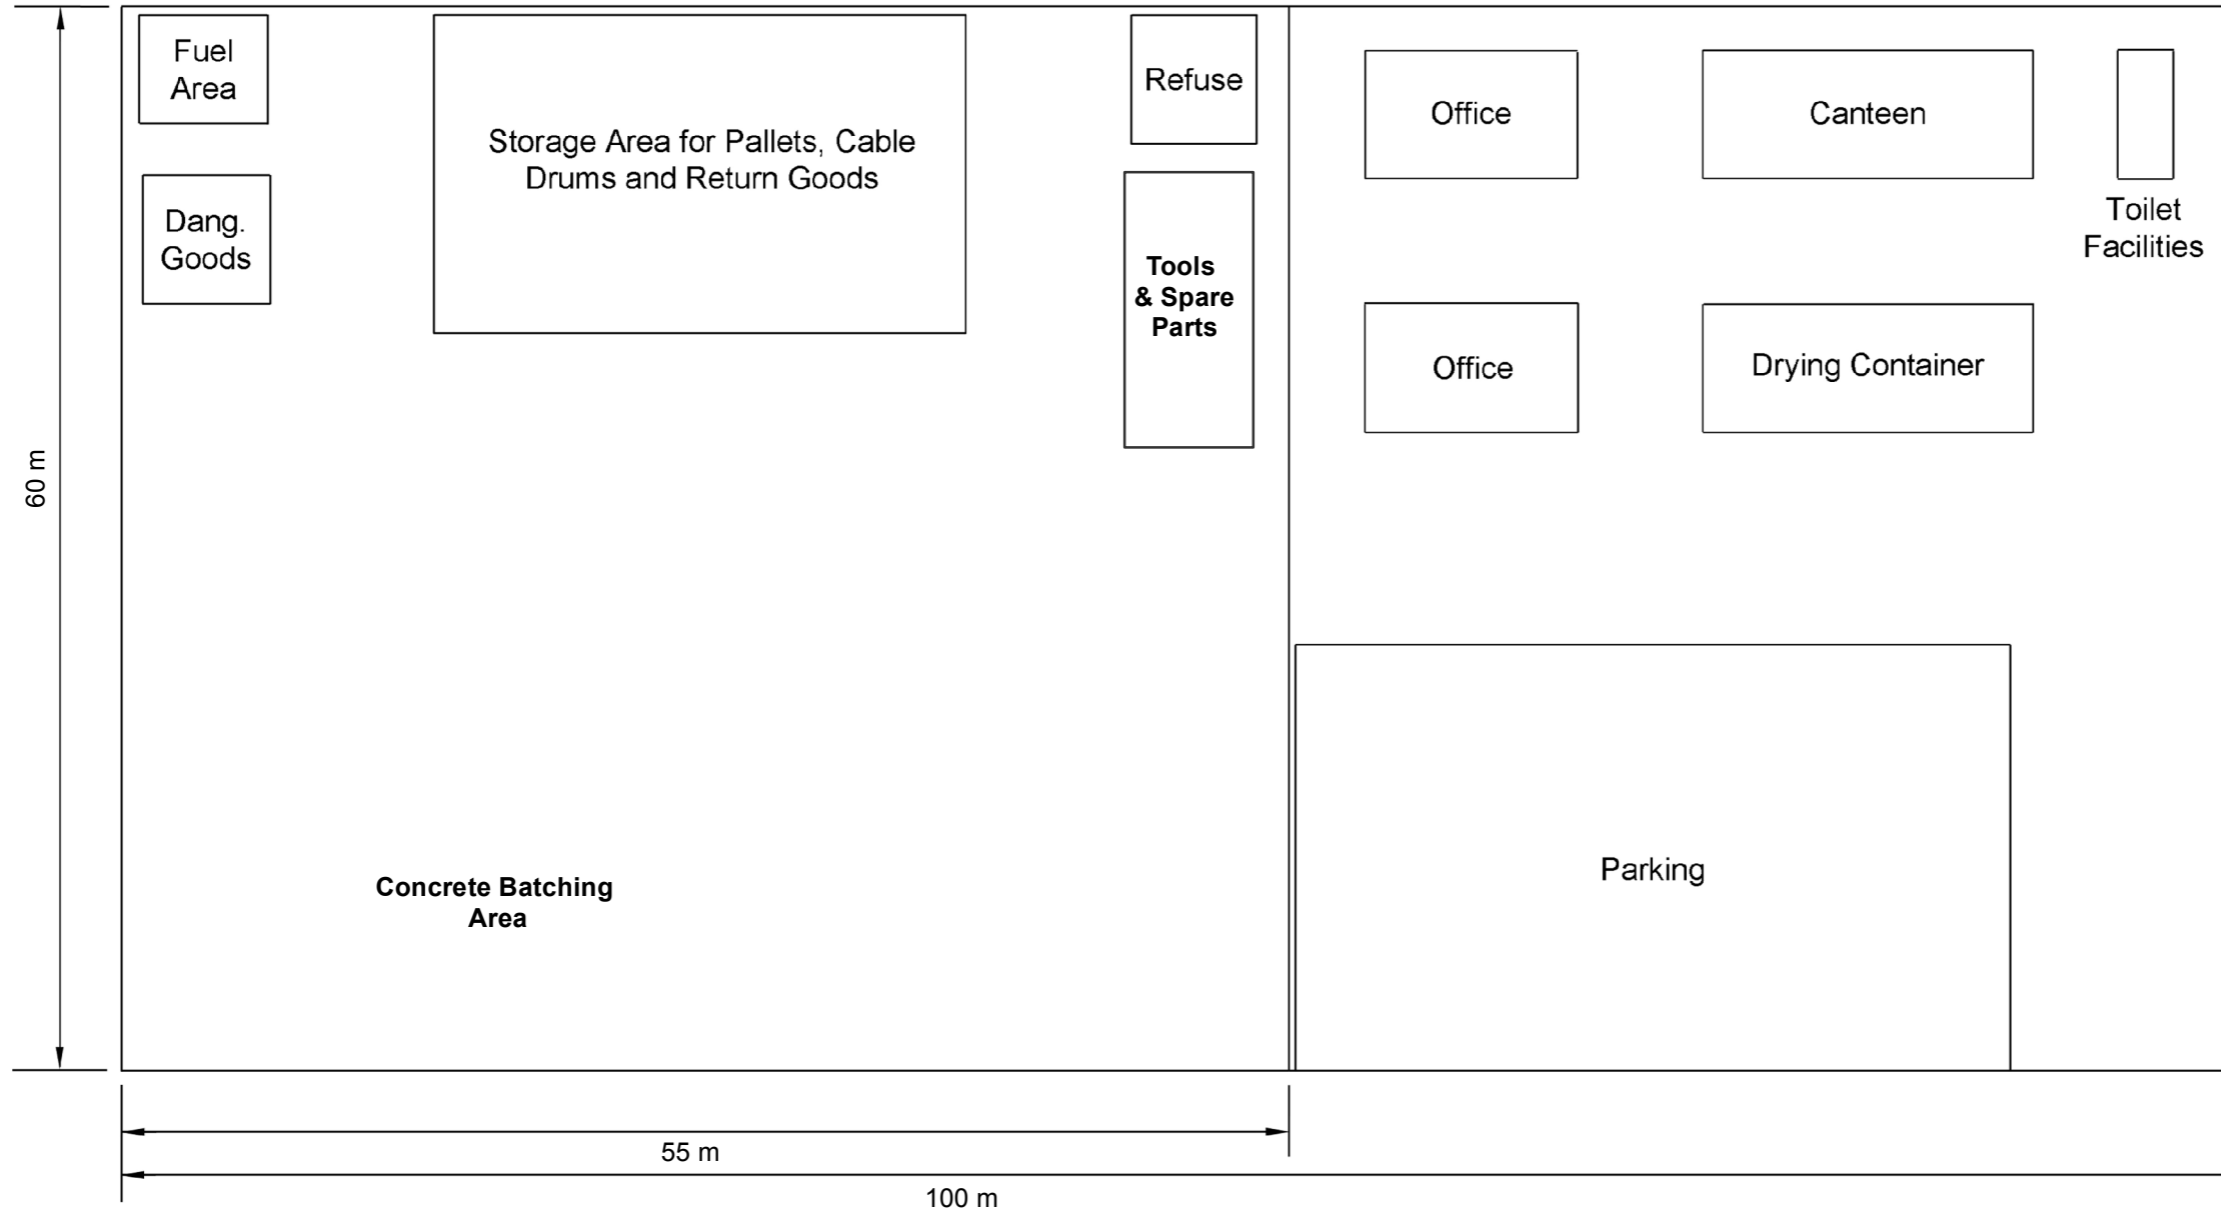 Fuel
Area
Storage Area for Pallets, Cable
Drums and Return Goods
Refuse
Office
Canteen
Toilet
Facilities
Dang.
Goods
Tools
& Spare
Parts
Office
Drying Container
60 m
Concrete Batching
Area
Parking
55 m
100 m